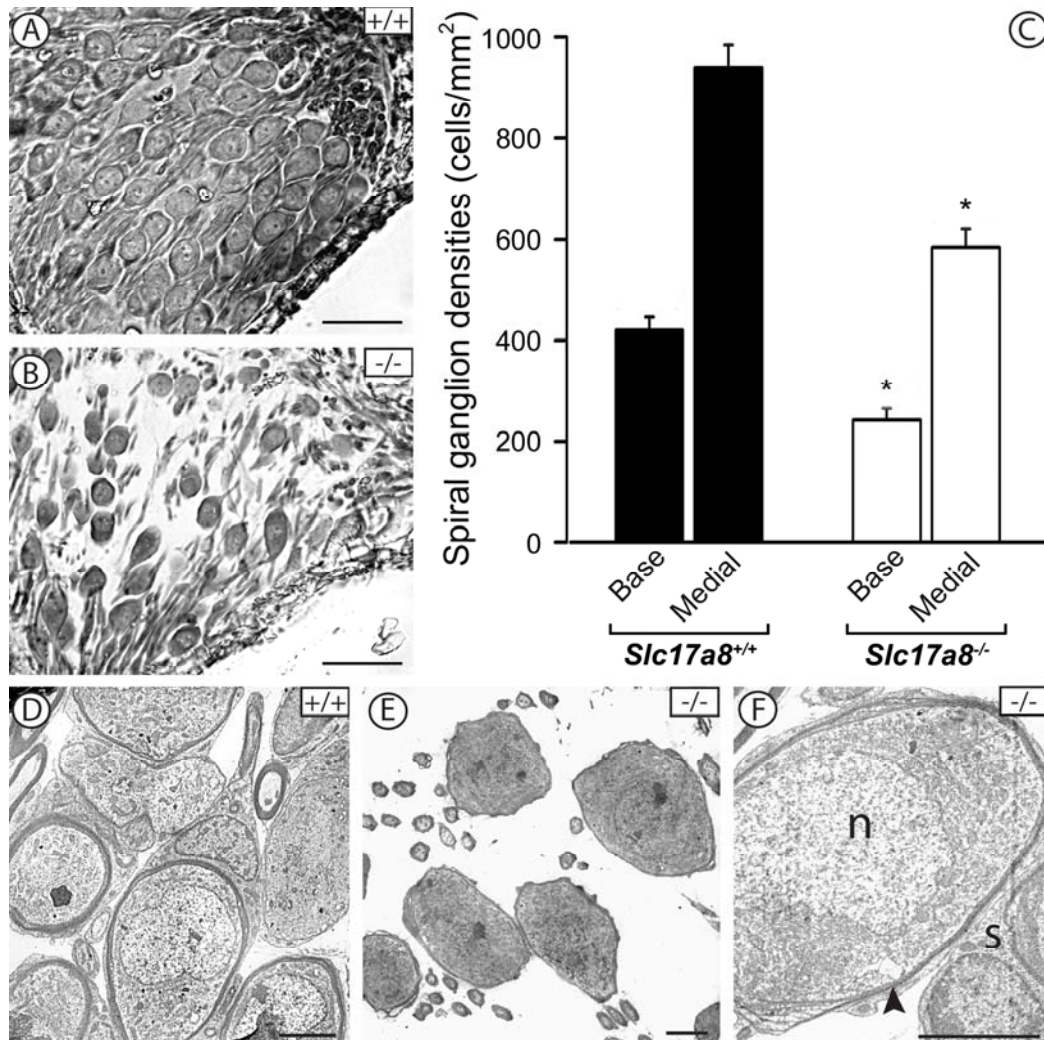 A
+/+
B
-/-
C
Spiral ganglion densities (cells/mm²)
1000
800
600
400
200
0
*
*
Base
Medial
Base
Medial
Slc17a8+/+
Slc17a8-/-
D
+/+
E
-/-
F
-/-
n
s